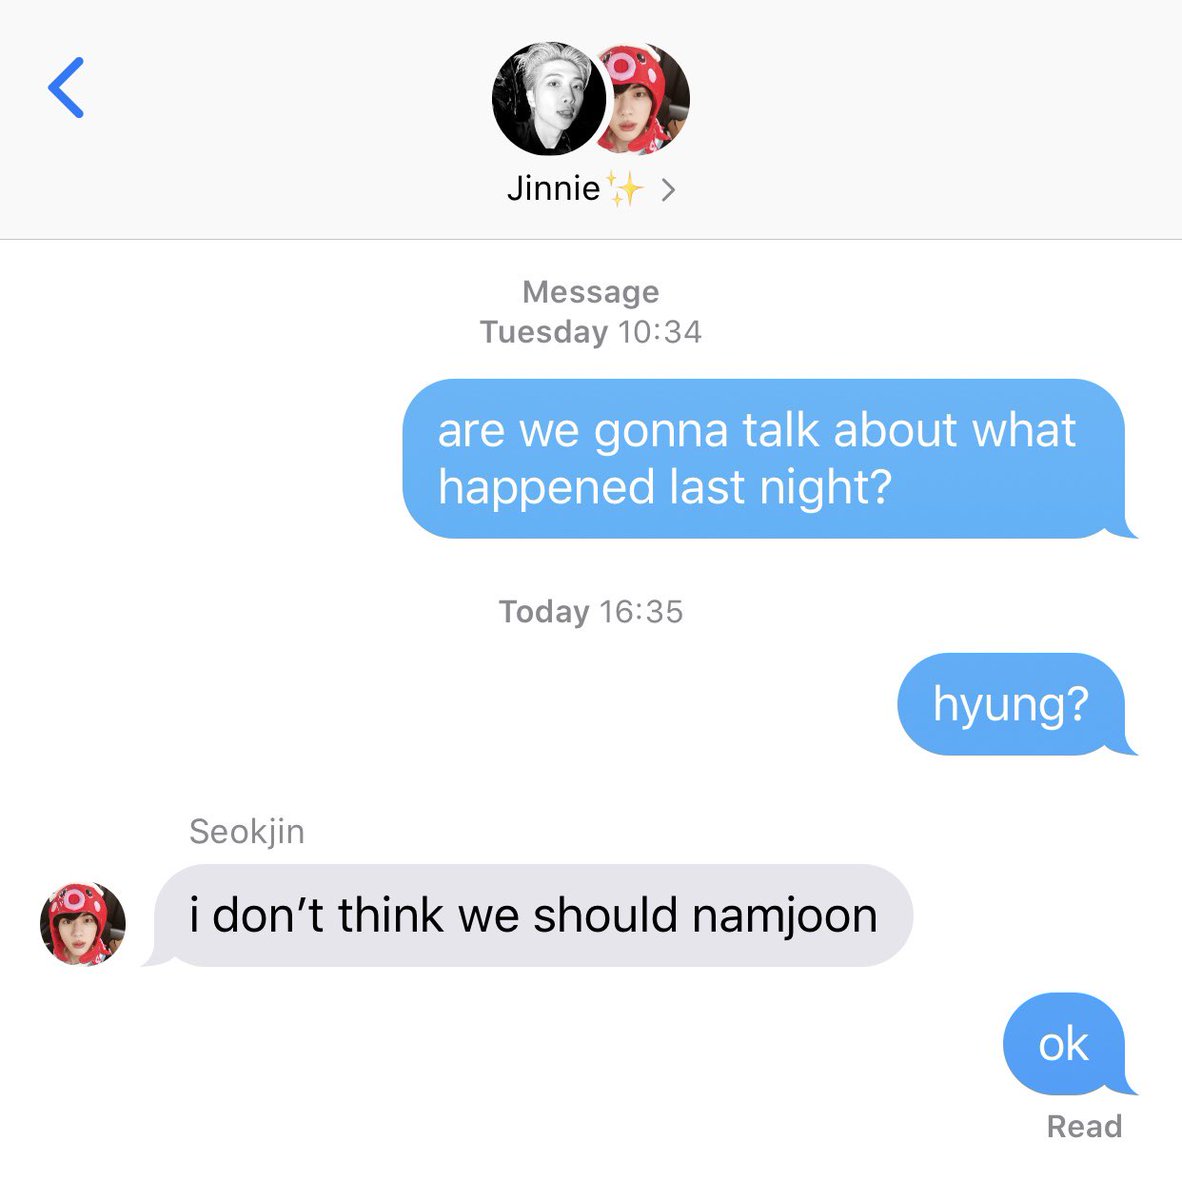 Jinnie✨
Message
Tuesday 10:34
are we gonna talk about what
happened last night?
Today 16:35
hyung?
Seokjin
i don’t think we should namjoon
ok
Read